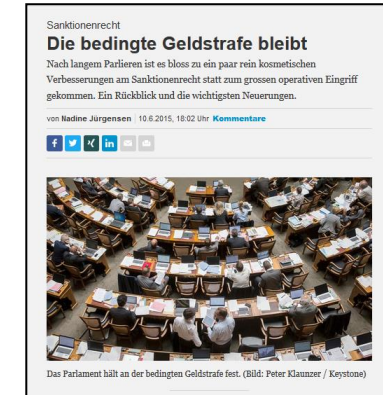 Sanktionenrecht
Die bedingte Geldstrafe bleibt
Nach langem Parlieren ist es bloss zu ein paar rein kosmetischen
Verbesserungen am Sanktionenrecht statt zum grossen operativen Eingriff
gekommen. Ein Rückblick und die wichtigsten Neuerungen.
von Nadine Jürgensen 10.6.2015, 18:02 Uhr Kommentare
Das Parlament hält an der bedingten Geldstrafe fest. (Bild: Peter Klaunzer / Keystone)